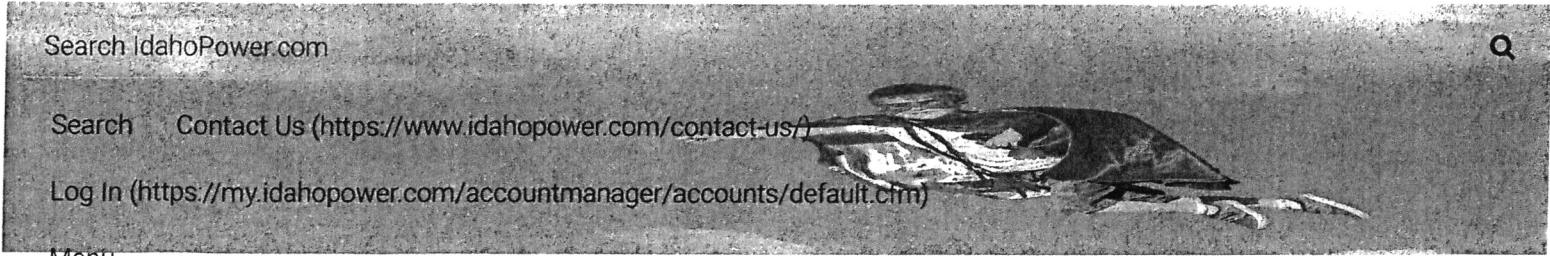 Search IdahoPower.com
Search Contact Us (https://www.idahopower.com/contact-us/)
Log In (https://my.idahopower.com/accountmanager/accounts/default.cfm)
Menu